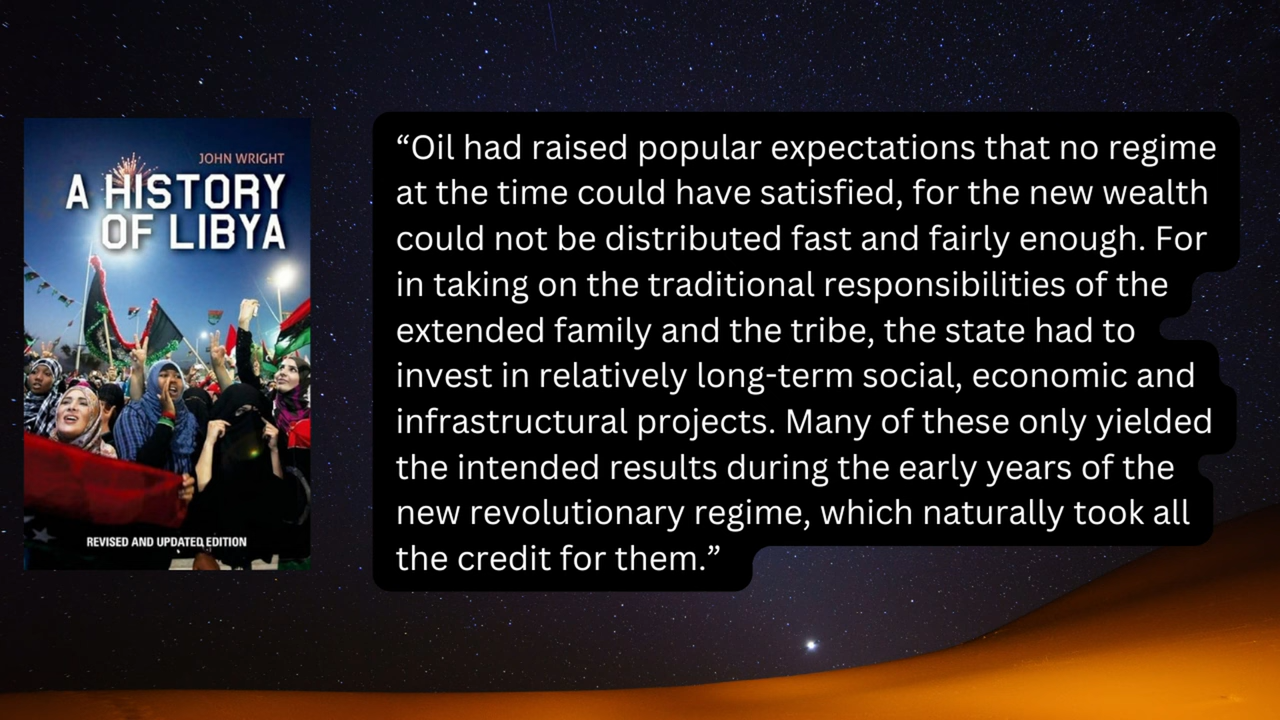 JOHN WRIGHT
A HISTORY
OF LIBYA
REVISED AND UPDATED EDITION
“Oil had raised popular expectations that no regime
at the time could have satisfied, for the new wealth
could not be distributed fast and fairly enough. For
in taking on the traditional responsibilities of the
extended family and the tribe, the state had to
invest in relatively long-term social, economic and
infrastructural projects. Many of these only yielded
the intended results during the early years of the
new revolutionary regime, which naturally took all
the credit for them.”